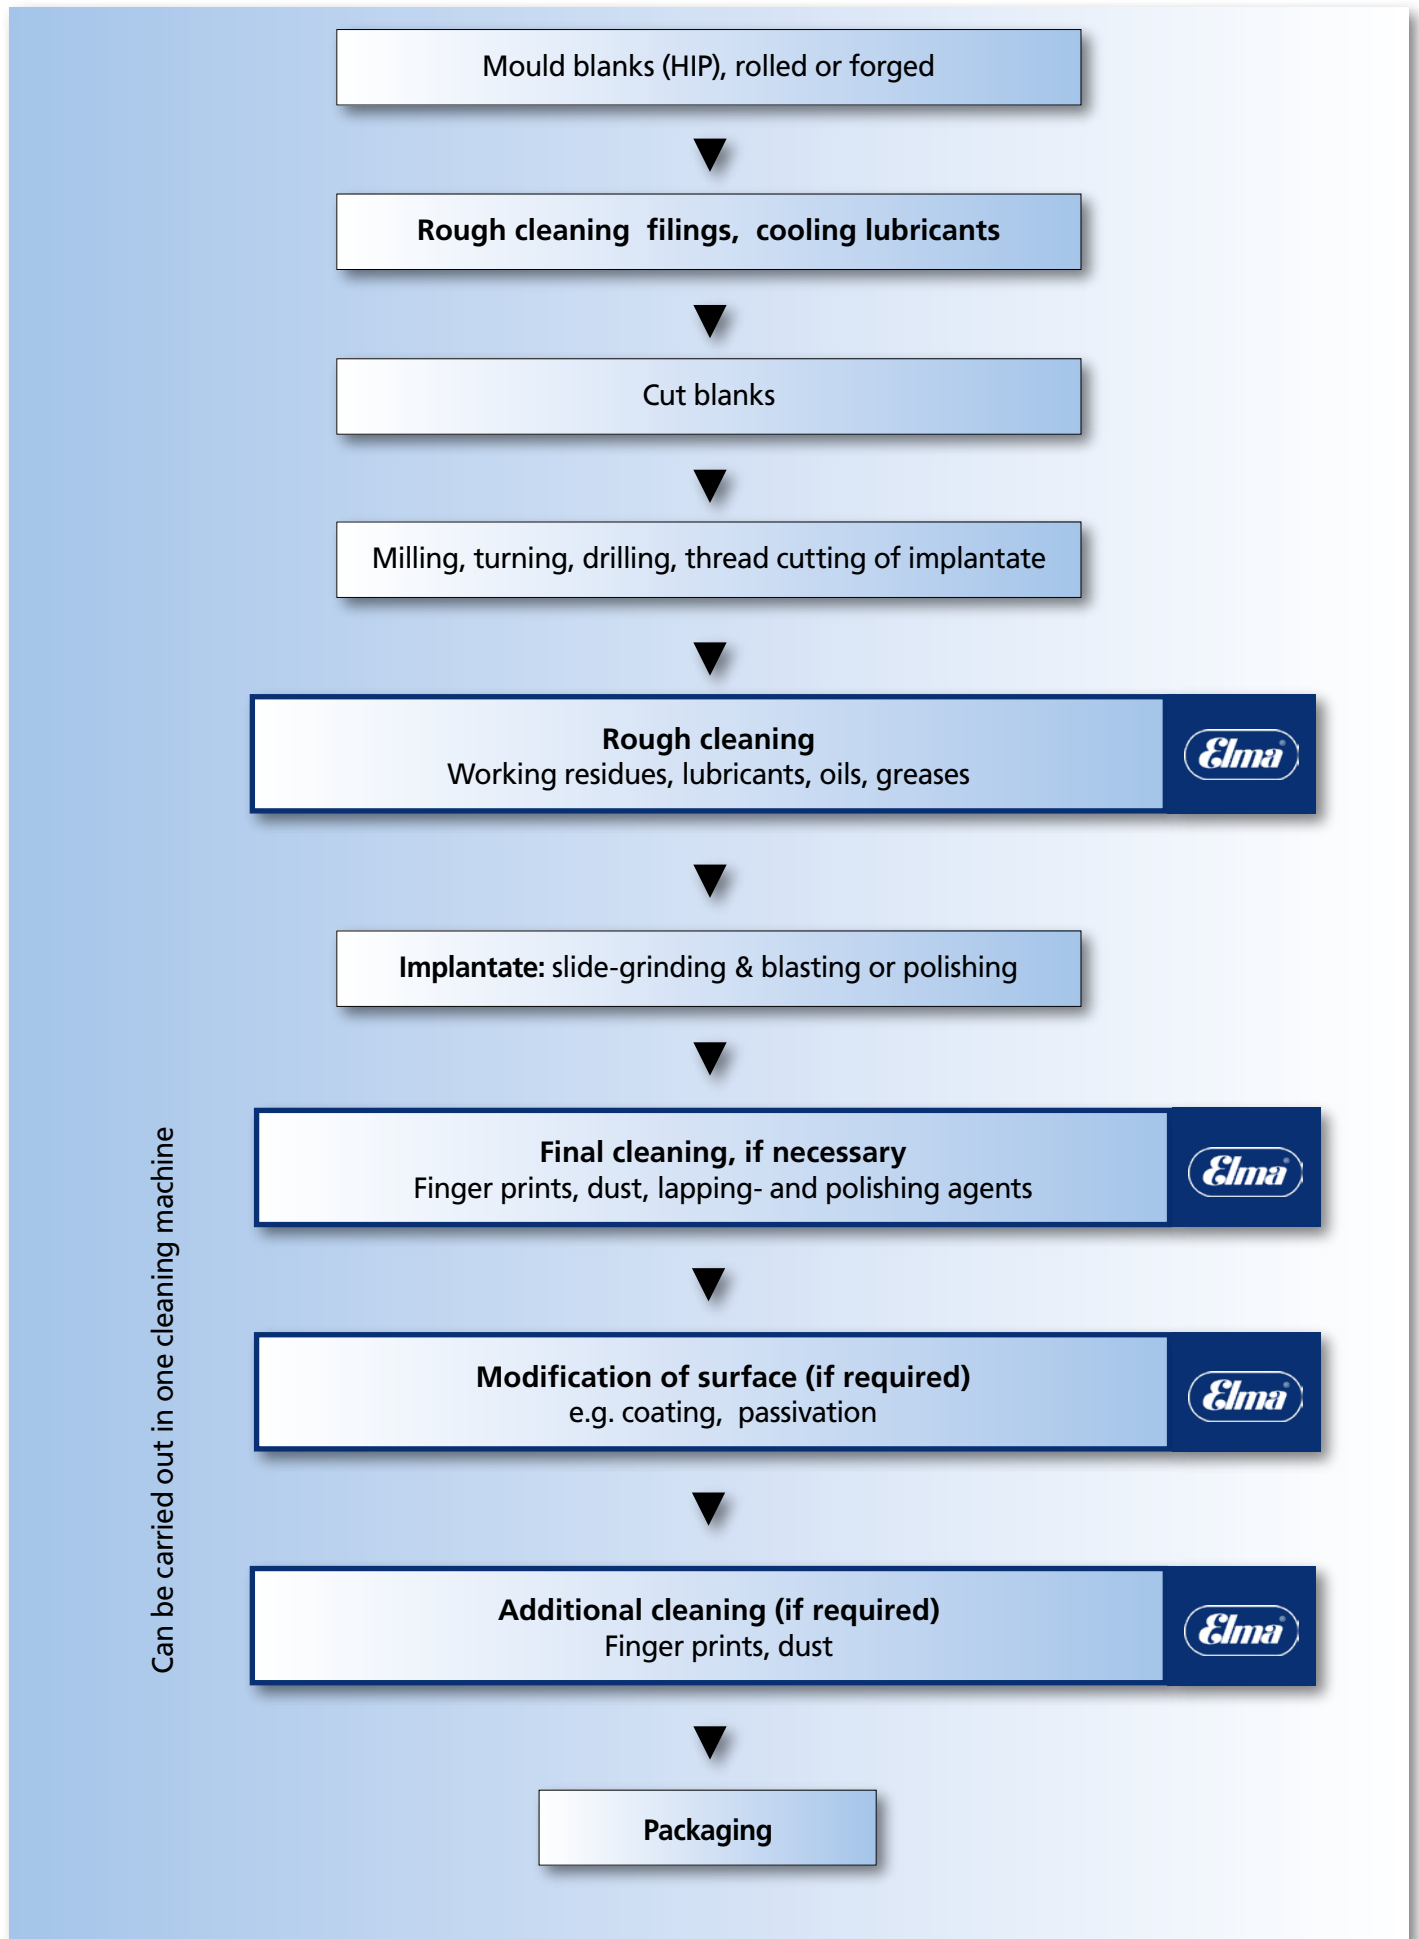 Mould blanks (HIP), rolled or forged
Rough cleaning  filings,  cooling lubricants
Cut blanks
Milling, turning, drilling, thread cutting of implantate
Rough cleaning
Working residues, lubricants, oils, greases
Elma®
Implantate: slide-grinding & blasting or polishing
Can be carried out in one cleaning machine
Final cleaning, if necessary
Finger prints, dust, lapping- and polishing agents
Elma®
Modification of surface (if required)
e.g. coating,  passivation
Elma®
Additional cleaning (if required)
Finger prints, dust
Elma®
Packaging